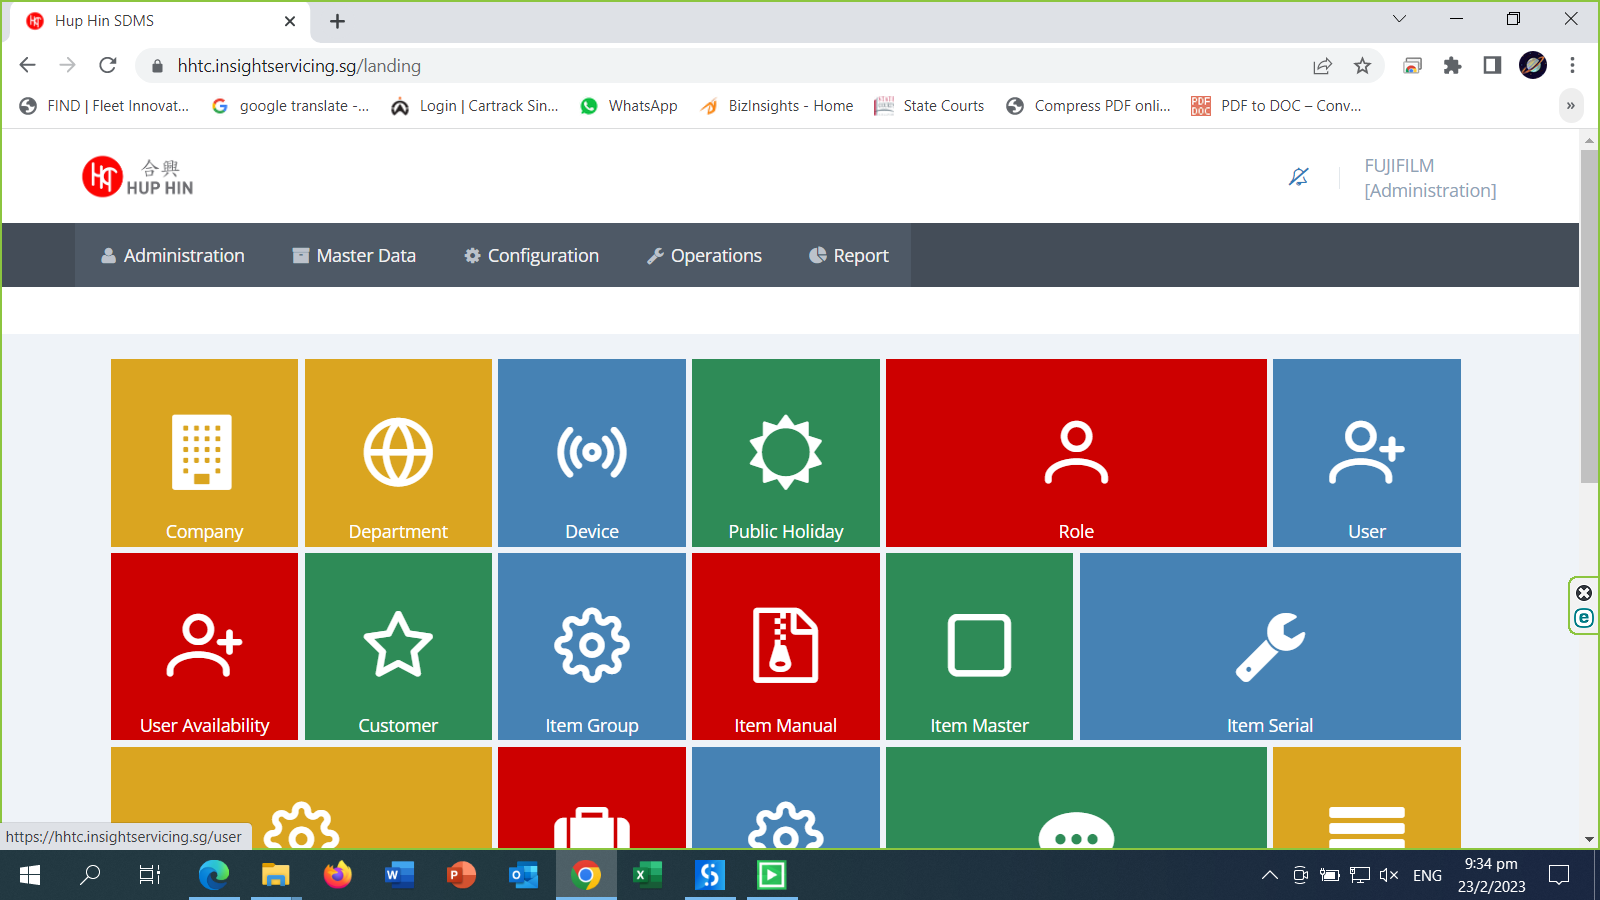 Hup Hin SDMS
hhtc.insightservicing.sg/landing
FIND | Fleet Innovat...
google translate -...
Login | Cartrack Sin...
WhatsApp
BizInsights - Home
State Courts
Compress PDF onli...
PDF to DOC – Conv...
»
合興
HUP HIN
FUJIFILM
[Administration]
Administration
Master Data
Configuration
Operations
Report
Company
Department
Device
Public Holiday
Role
User
User Availability
Customer
Item Group
Item Manual
Item Master
Item Serial
https://hhtc.insightservicing.sg/user
ENG
9:34 pm
23/2/2023